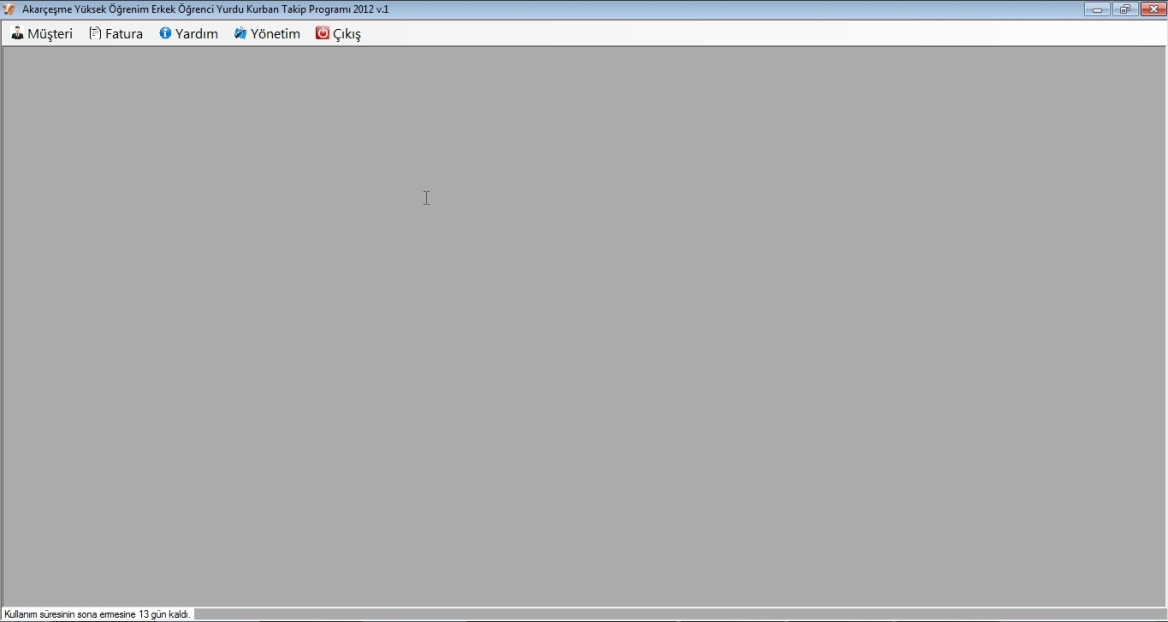 Akarçeşme Yüksek Öğrenim Erkek Öğrenci Yurdu Kurban Takip Programı 2012 v.1
Müşteri Fatura Yardım Yönetim Çıkış
Kullanım süresinin sona ermesine 13 gün kaldı.